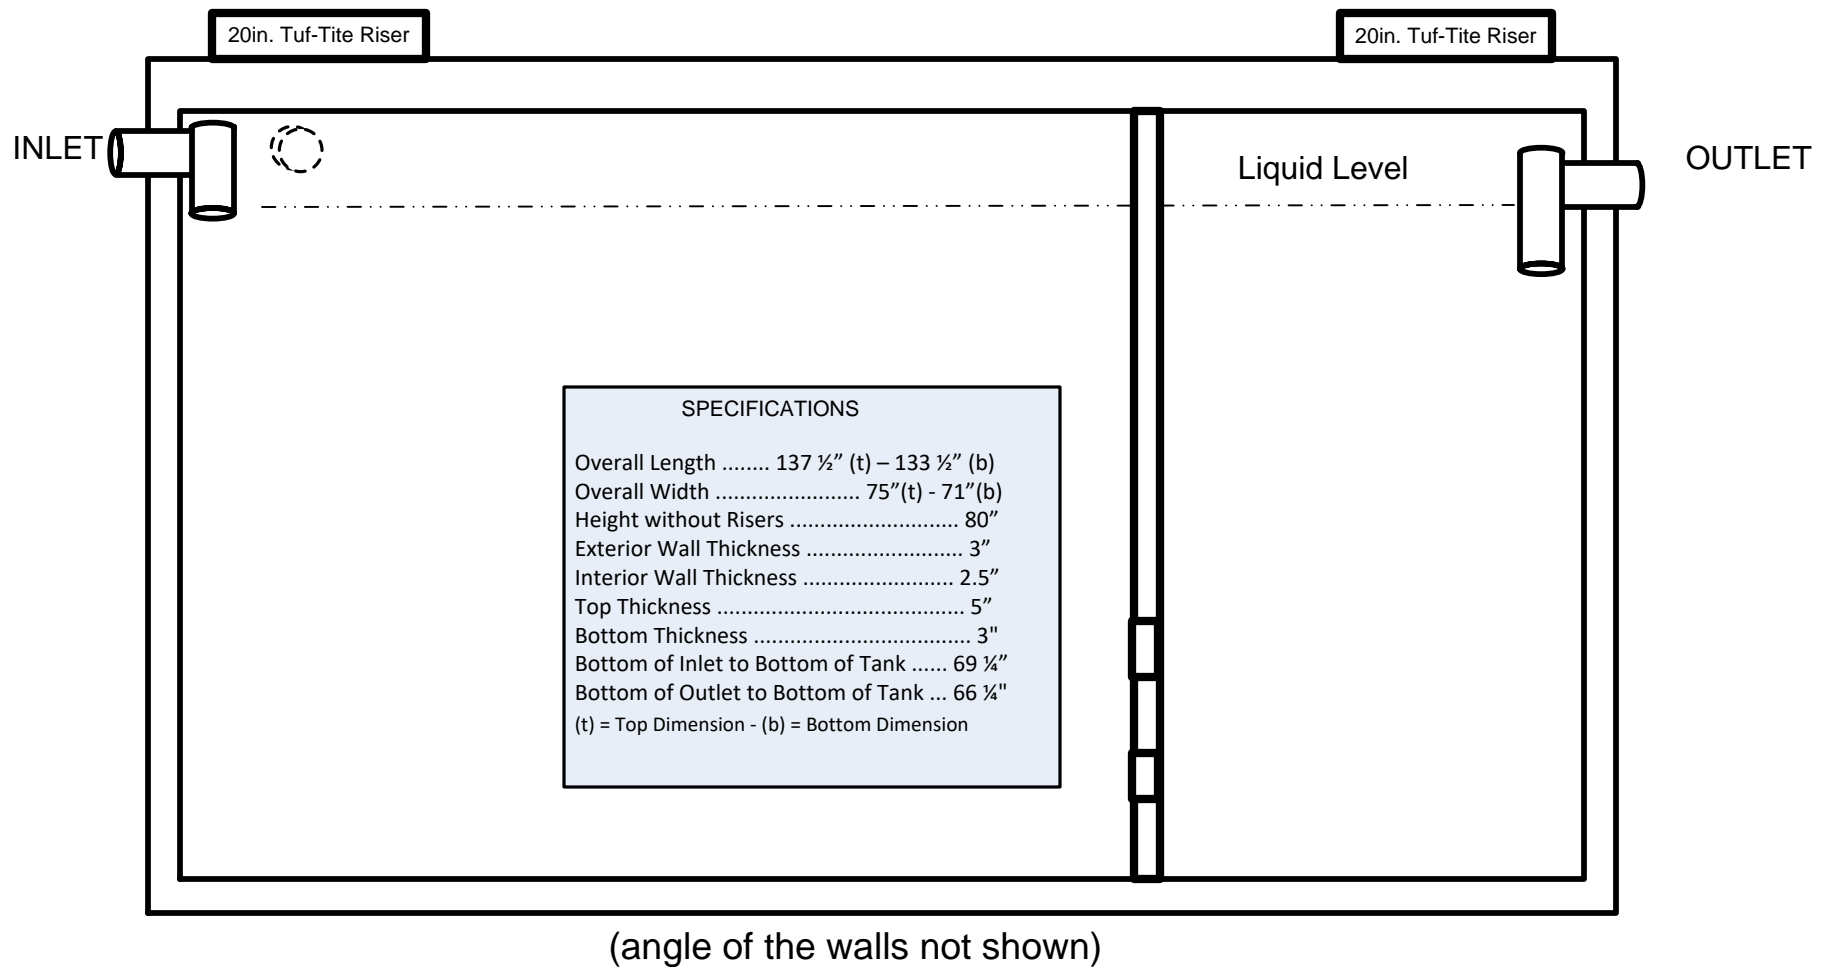 20in. Tuf-Tite Riser
20in. Tuf-Tite Riser
INLET
Liquid Level
OUTLET
SPECIFICATIONS
Overall Length ........ 137 ½” (t) – 133 ½” (b)
Overall Width ........................ 75”(t) - 71”(b)
Height without Risers ............................ 80”
Exterior Wall Thickness .......................... 3”
Interior Wall Thickness ......................... 2.5”
Top Thickness ......................................... 5”
Bottom Thickness .................................... 3"
Bottom of Inlet to Bottom of Tank ...... 69 ¼”
Bottom of Outlet to Bottom of Tank ... 66 ¼"
(t) = Top Dimension - (b) = Bottom Dimension
(angle of the walls not shown)